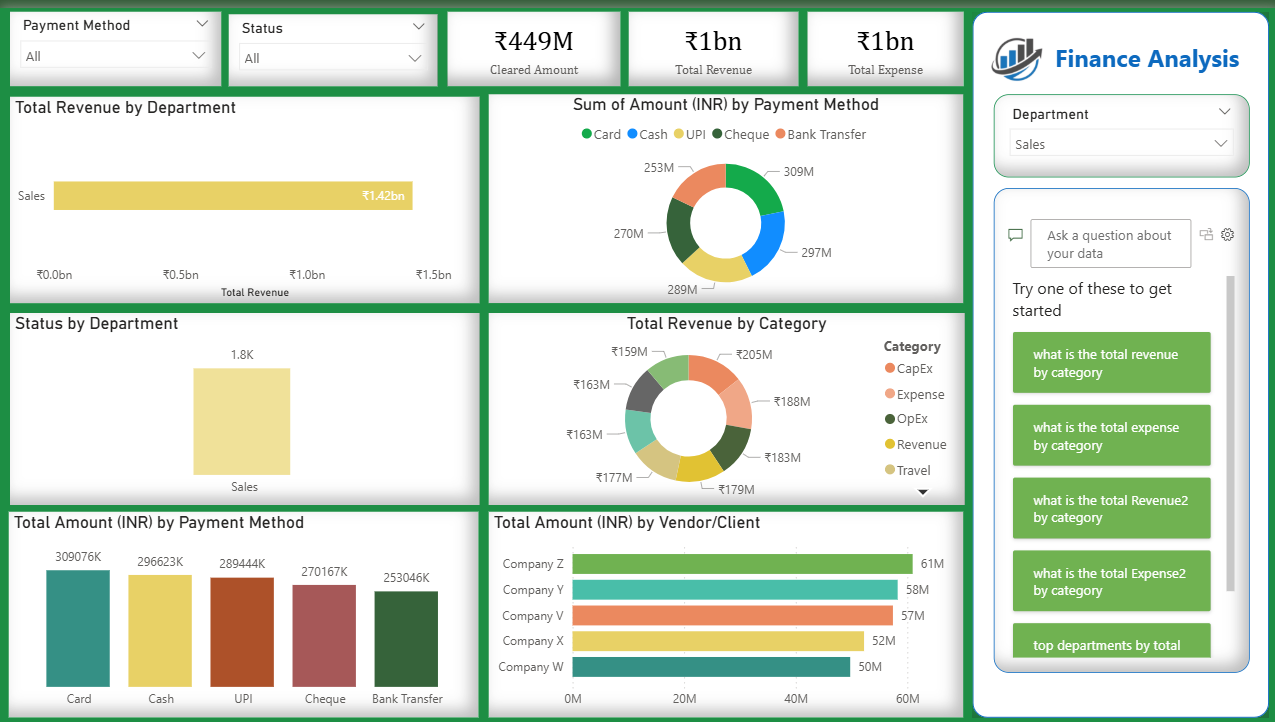 Payment Method
All
Status
All
₹449M
Cleared Amount
₹1bn
Total Revenue
₹1bn
Total Expense
Finance Analysis
Department
Sales
Ask a question about
your data
Try one of these to get
started
what is the total revenue
by category
what is the total expense
by category
what is the total Revenue2
by category
what is the total Expense2
by category
top departments by total
Total Revenue by Department
Sales
₹1.42bn
₹0.0bn ₹0.5bn ₹1.0bn ₹1.5bn
Total Revenue
Sum of Amount (INR) by Payment Method
Card Cash UPI Cheque Bank Transfer
253M
309M
270M
297M
289M
Status by Department
1.8K
Sales
Total Revenue by Category
₹159M
₹205M
₹163M
₹188M
₹163M
₹183M
₹177M
₹179M
Category
CapEx
Expense
OpEx
Revenue
Travel
Total Amount (INR) by Payment Method
309076K
296623K
289444K
270167K
253046K
Card Cash UPI Cheque Bank Transfer
Total Amount (INR) by Vendor/Client
Company Z 61M
Company Y 58M
Company V 57M
Company X 52M
Company W 50M
0M 20M 40M 60M